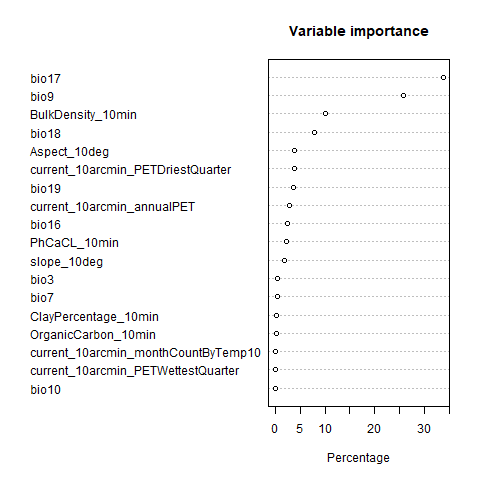 Variable importance
bio17
bio9
BulkDensity_10min
bio18
Aspect_10deg
current_10arcmin_PETDriestQuarter
bio19
current_10arcmin_annualPET
bio16
PhCaCL_10min
slope_10deg
bio3
bio7
ClayPercentage_10min
OrganicCarbon_10min
current_10arcmin_monthCountByTemp10
current_10arcmin_PETWettestQuarter
bio10
0 5 10 20 30
Percentage